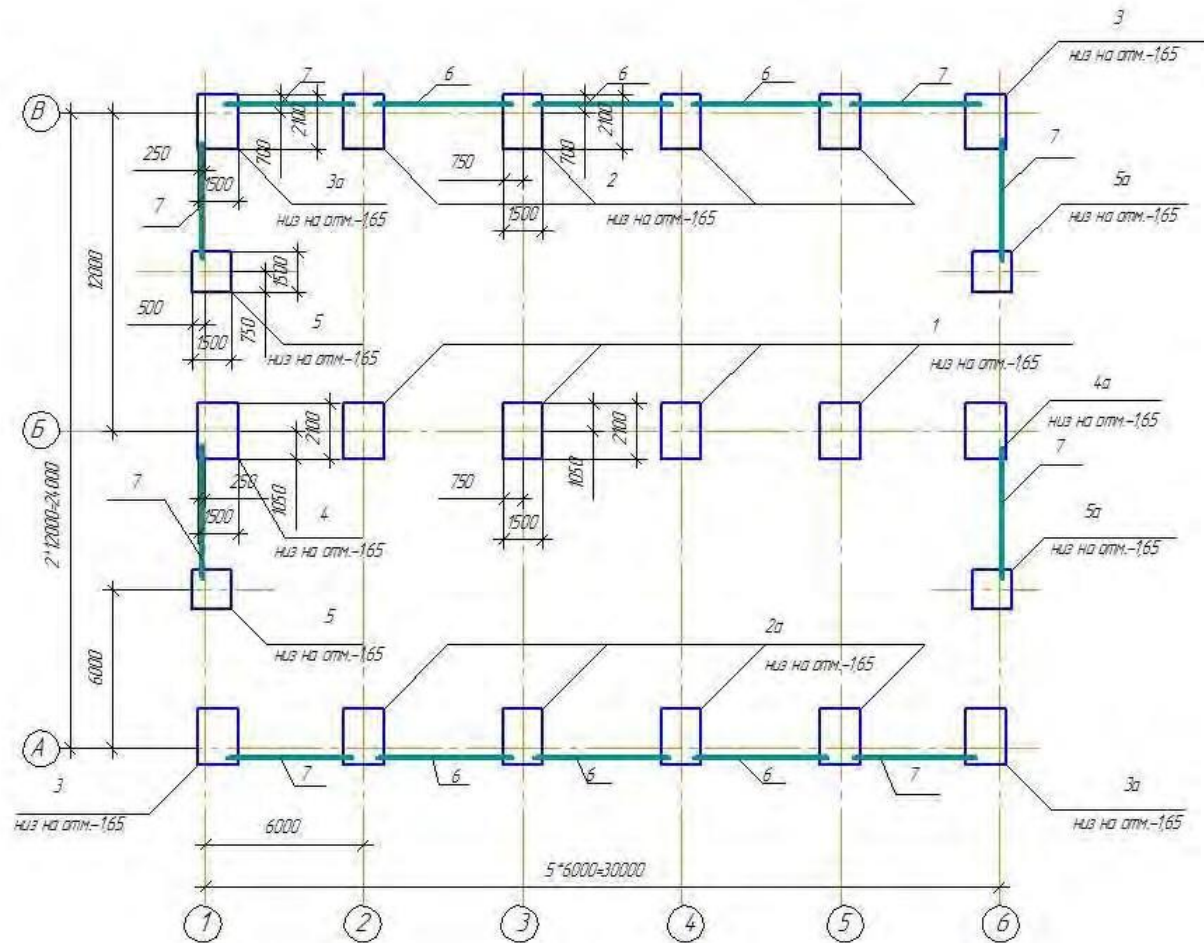 3
низ на отм.-1,65
7
6
6
6
7
В
2100
700
2100
700
7
250
1500
3а
низ на отм.-1,65
750
1500
2
низ на отм.-1,65
5а
низ на отм.-1,65
7
12000
1500
500
1500
750
5
низ на отм.-1,65
1
низ на отм.-1,65
4а
низ на отм.-1,65
Б
2100
2100
1050
1050
7
250
1500
750
1500
7
4
низ на отм.-1,65
5а
низ на отм.-1,65
2*12000=24000
5
низ на отм.-1,65
2а
низ на отм.-1,65
6000
А
7
6
6
6
7
3
низ на отм.-1,65
3а
низ на отм.-1,65
6000
5*6000=30000
1
2
3
4
5
6